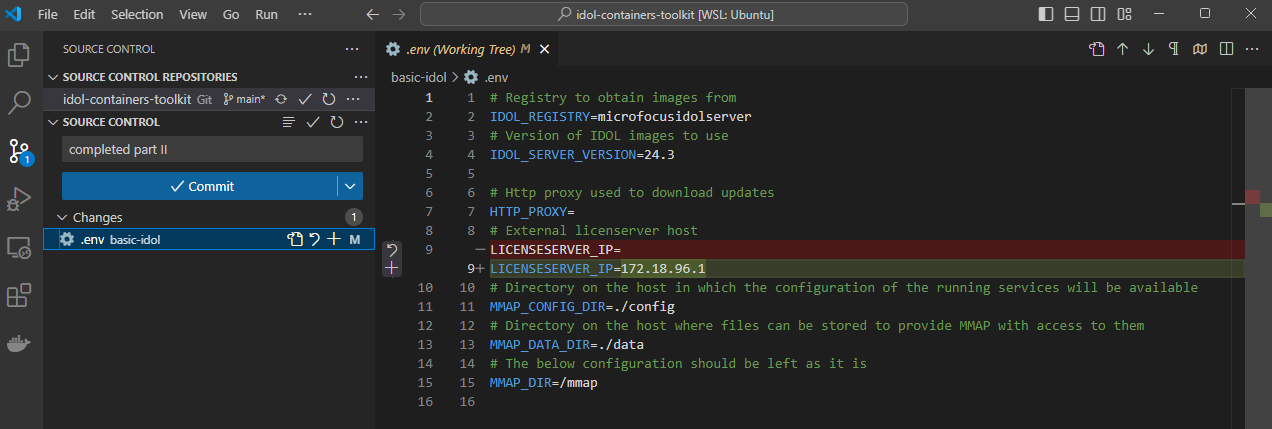 File Edit Selection View Go Run ··· idol-containers-toolkit [WSL: Ubuntu]
SOURCE CONTROL
SOURCE CONTROL REPOSITORIES
idol-containers-toolkit Git main*
SOURCE CONTROL
completed part II
Commit
Changes 1
.env basic-idol M
1
.env (Working Tree) M
basic-idol > .env
1 1 # Registry to obtain images from
2 2 IDOL_REGISTRY=microfocusidolserver
3 3 # Version of IDOL images to use
4 4 IDOL_SERVER_VERSION=24.3
5 5
6 6 # Http proxy used to download updates
7 7 HTTP_PROXY=
8 8 # External licenserver host
9 − LICENSESERVER_IP=
9+ LICENSESERVER_IP=172.18.96.1
10 10 # Directory on the host in which the configuration of the running services will be available
11 11 MMAP_CONFIG_DIR=./config
12 12 # Directory on the host where files can be stored to provide MMAP with access to them
13 13 MMAP_DATA_DIR=./data
14 14 # The below configuration should be left as it is
15 15 MMAP_DIR=/mmap
16 16